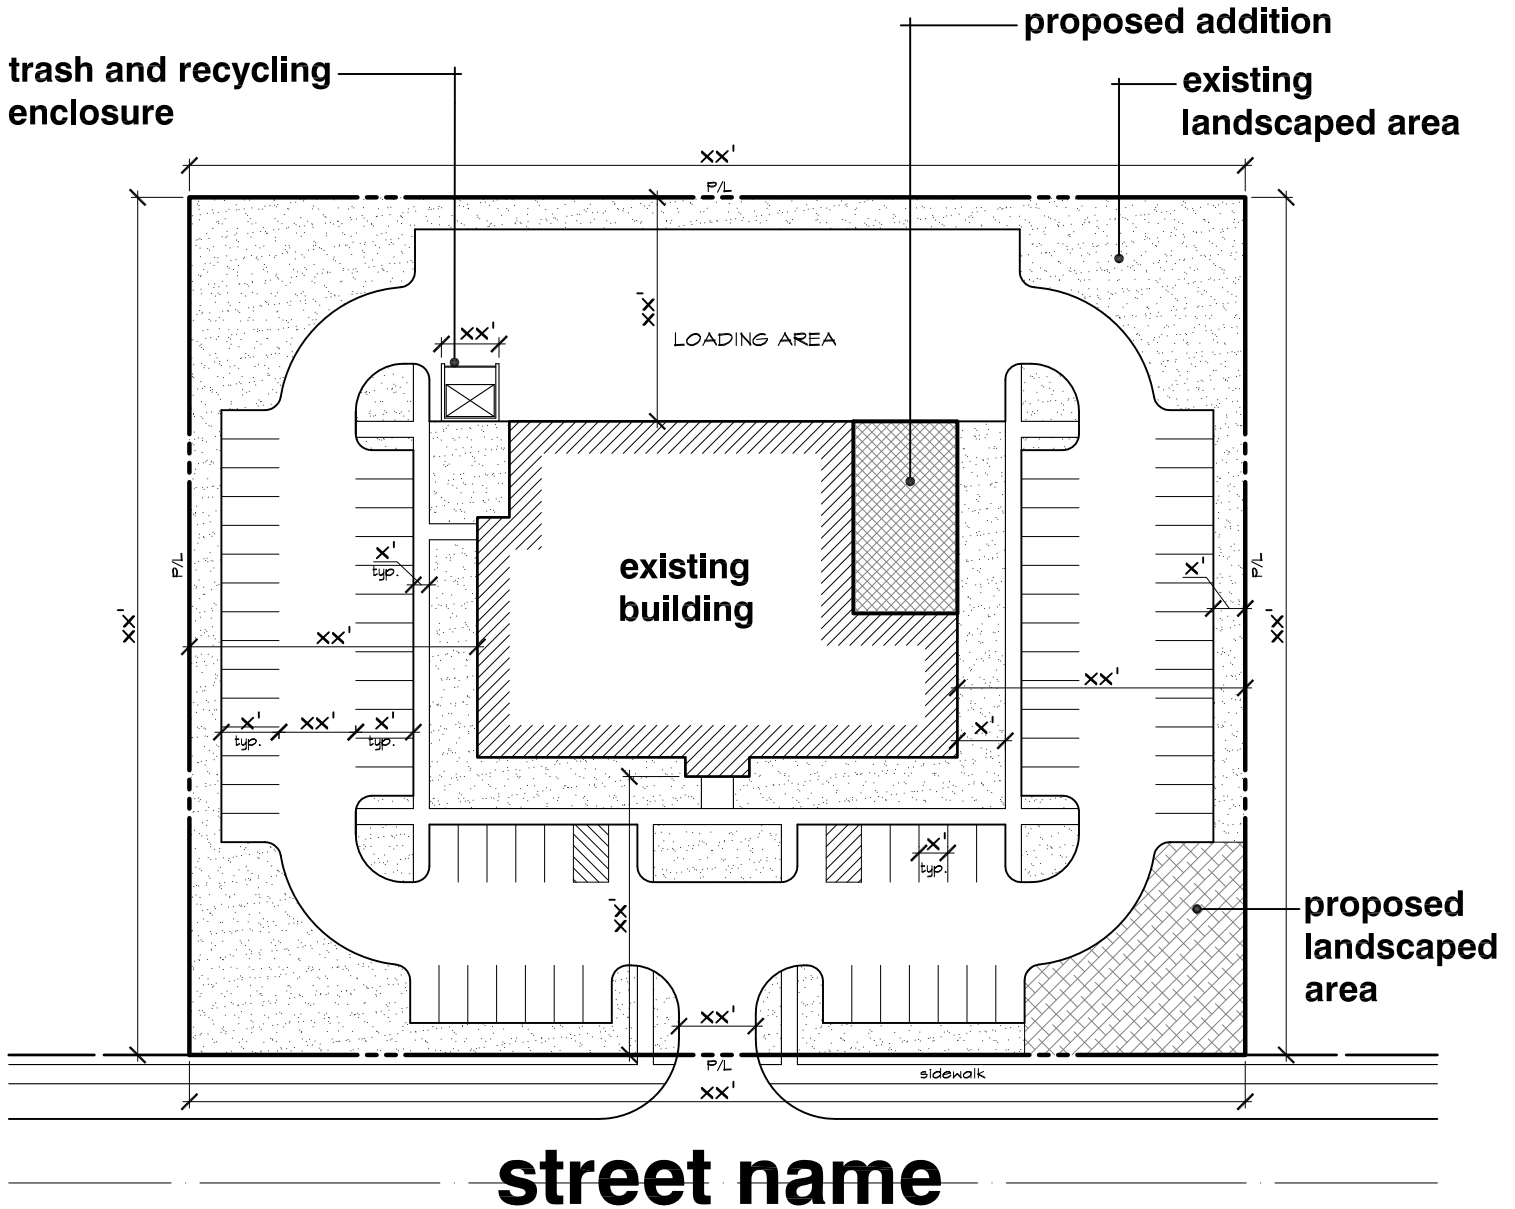 proposed addition
trash and recycling
enclosure
existing
landscaped area
xx'
P/L
xx'
xx'
LOADING AREA
existing
building
x'
typ.
P/L
xx'
xx'
x'
P/L
xx'
xx'
x'
typ.
xx'
x'
typ.
x'
x'
typ.
xx'
proposed
landscaped
area
xx'
P/L
sidewalk
xx'
street name